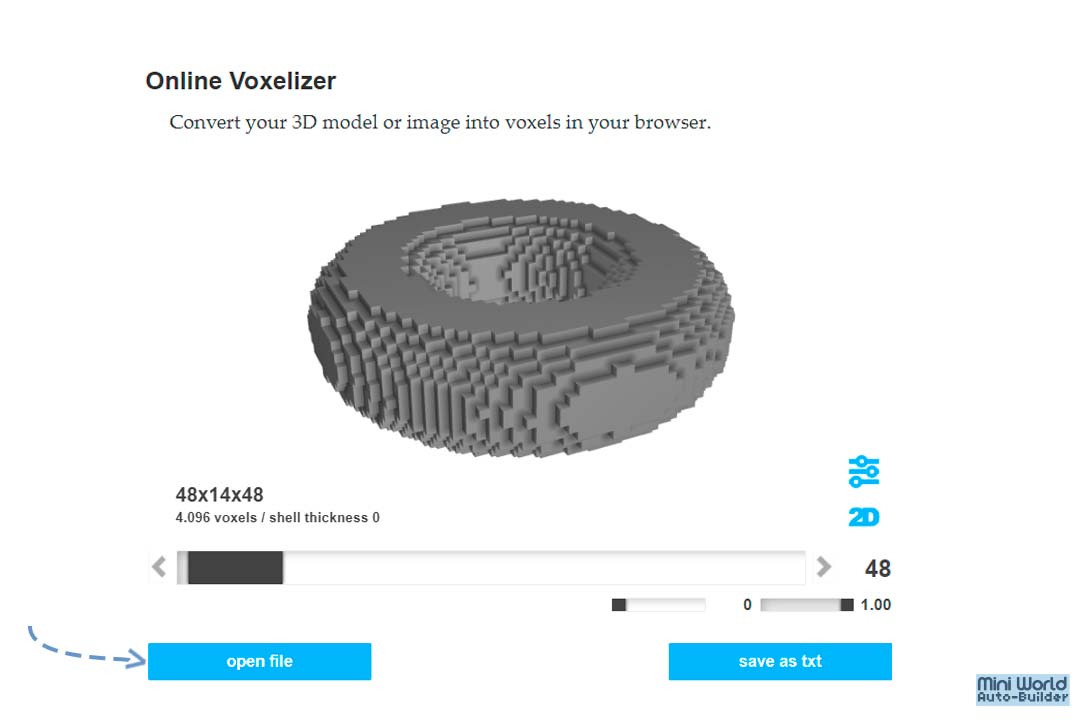 Online Voxelizer
Convert your 3D model or image into voxels in your browser.
2D
48x14x48
4.096 voxels / shell thickness 0
48
0
1.00
open file
save as txt
Mini World
Auto-Builder